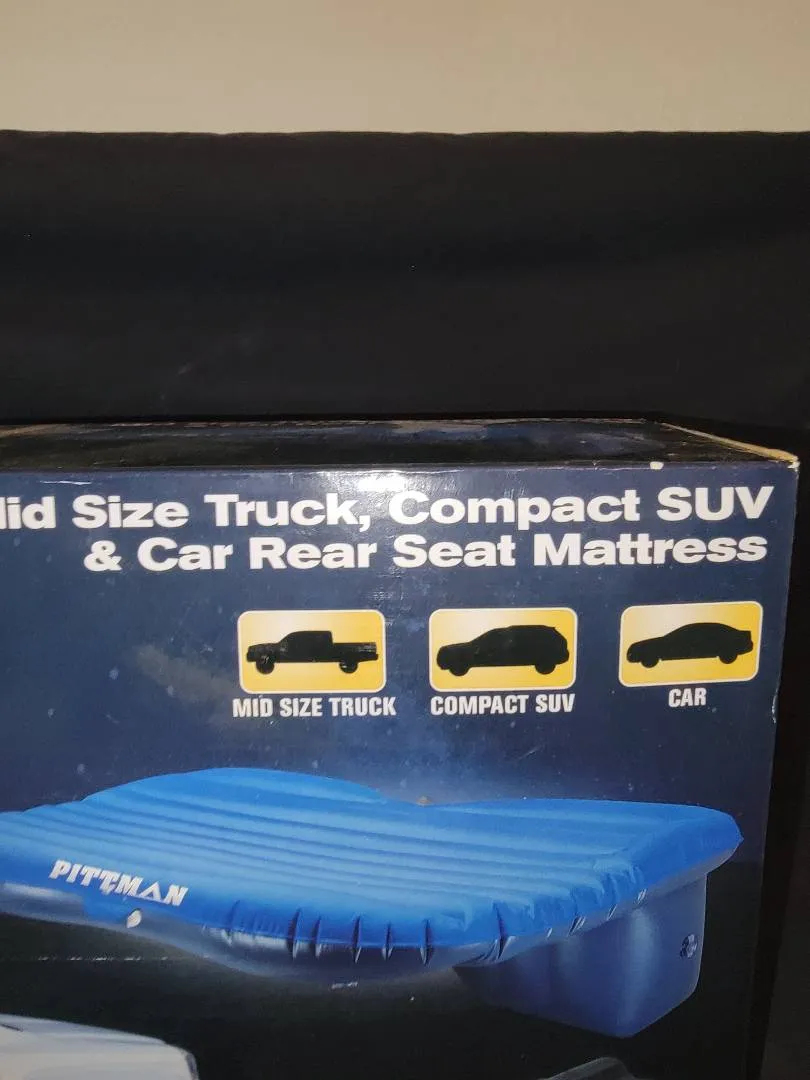 lid Size Truck, Compact SUV
& Car Rear Seat Mattress
MID SIZE TRUCK
COMPACT SUV
CAR
PITTMAN